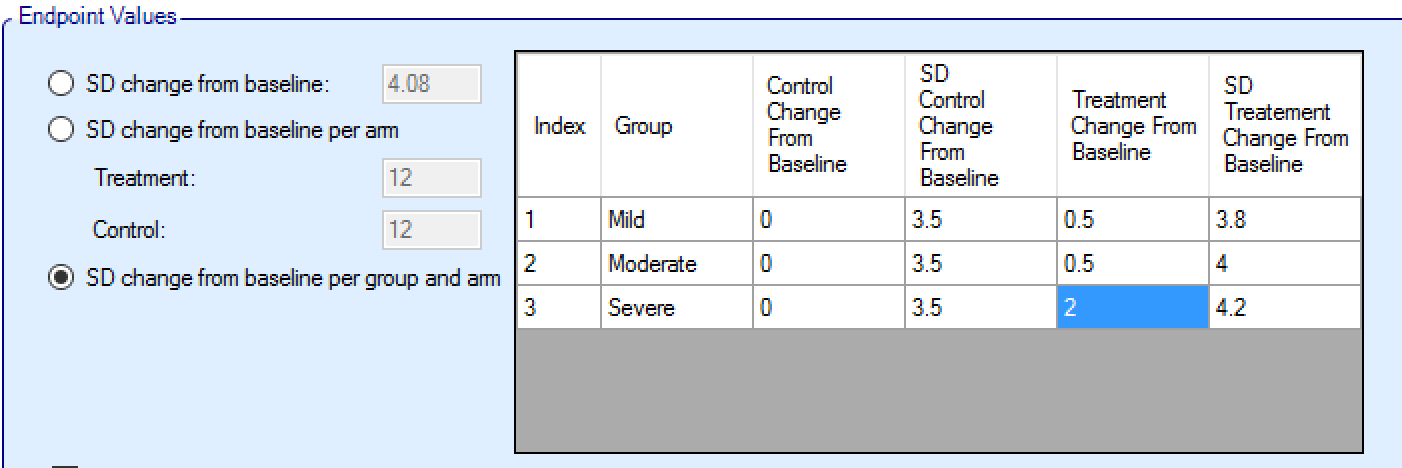 Endpoint Values
SD change from baseline: 4.08
SD change from baseline per arm
Treatment: 12
Control: 12
SD change from baseline per group and arm
Index Group Control Change From Baseline SD Control Change From Baseline Treatment Change From Baseline SD Treatement Change From Baseline
1 Mild 0 3.5 0.5 3.8
2 Moderate 0 3.5 0.5 4
3 Severe 0 3.5 2 4.2